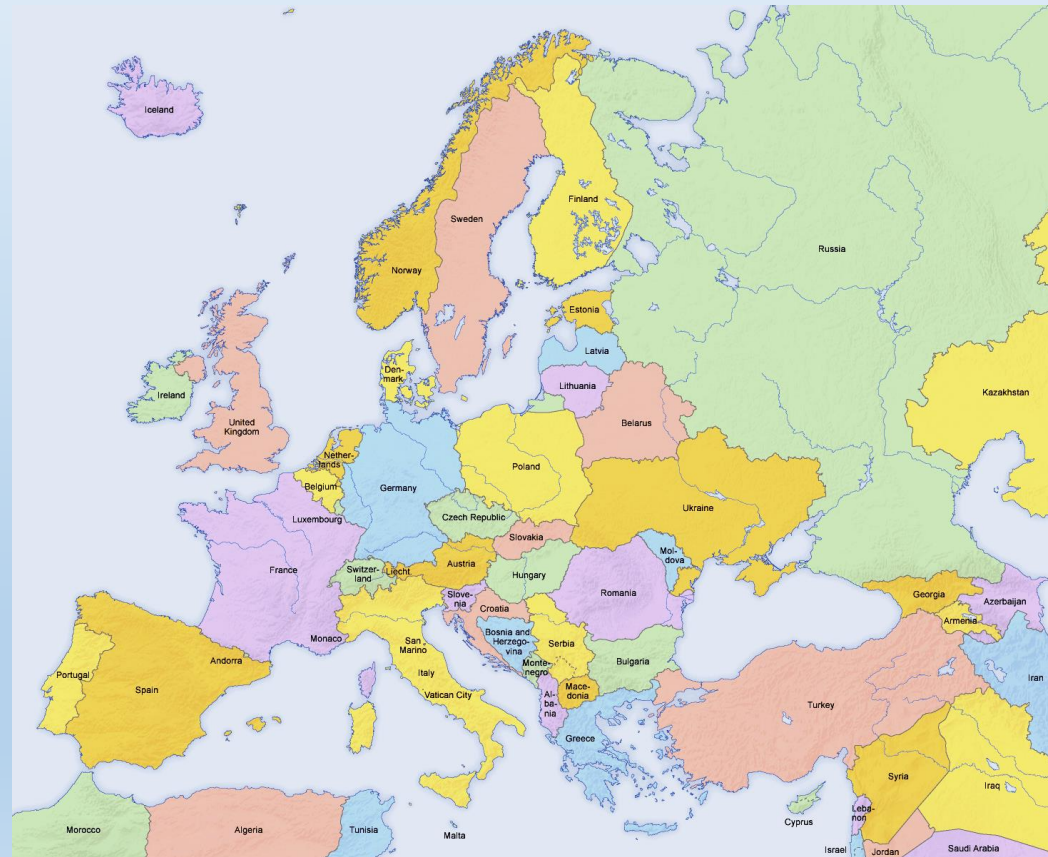 Iceland
Sweden
Finland
Russia
Norway
Estonia
Latvia
Den-
mark
Lithuania
Ireland
Kazakhstan
United
Kingdom
Belarus
Nether-
lands
Poland
Belgium
Germany
Ukraine
Luxembourg
Czech Republic
Slovakia
Mol-
dova
France
Switzer-
land
Liecht.
Austria
Hungary
Romania
Slove-
nia
Georgia
Azerbaijan
Croatia
Armenia
Monaco
San
Marino
Bosnia and
Herzego-
vina
Serbia
Andorra
Bulgaria
Portugal
Italy
Monte-
negro
Iran
Spain
Vatican City
Al-
ba-
nia
Mace-
donia
Turkey
Greece
Syria
Iraq
Leba-
non
Cyprus
Morocco
Algeria
Tunisia
Malta
Israel
Jordan
Saudi Arabia